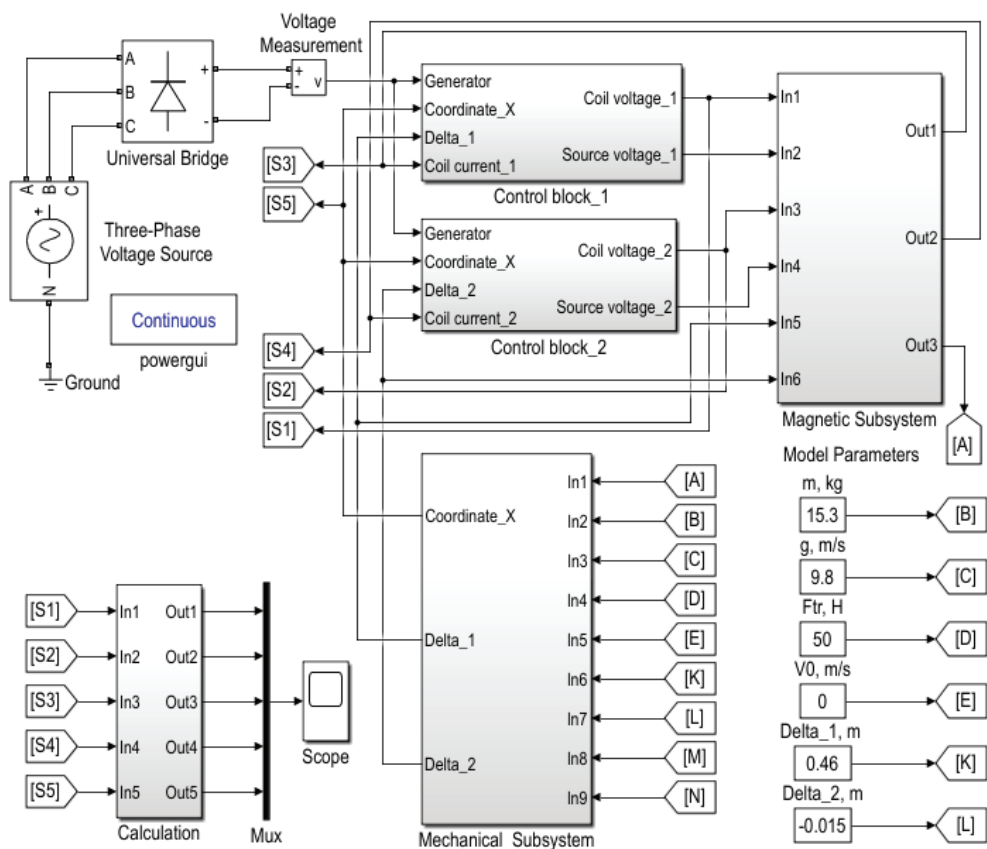 Voltage
Measurement
A
B
C
+
-
+
-
v
Universal Bridge
A
B
C
+
N
Three-Phase
Voltage Source
Continuous
powergui
Ground
Generator
Coordinate_X
Delta_1
Coil current_1
Coil voltage_1
Source voltage_1
Control block_1
[S3]
[S5]
Generator
Coordinate_X
Delta_2
Coil current_2
Coil voltage_2
Source voltage_2
Control block_2
[S4]
[S2]
[S1]
In1
In2
In3
In4
In5
In6
Out1
Out2
Out3
Magnetic Subsystem
[A]
Coordinate_X
Delta_1
Delta_2
In1
In2
In3
In4
In5
In6
In7
In8
In9
[A]
[B]
[C]
[D]
[E]
[K]
[L]
[M]
[N]
Mechanical Subsystem
[S1]
[S2]
[S3]
[S4]
[S5]
In1
In2
In3
In4
In5
Out1
Out2
Out3
Out4
Out5
Calculation
Mux
Scope
Model Parameters
m, kg
15.3
[B]
g, m/s
9.8
[C]
Ftr, H
50
[D]
V0, m/s
0
[E]
Delta_1, m
0.46
[K]
Delta_2, m
-0.015
[L]